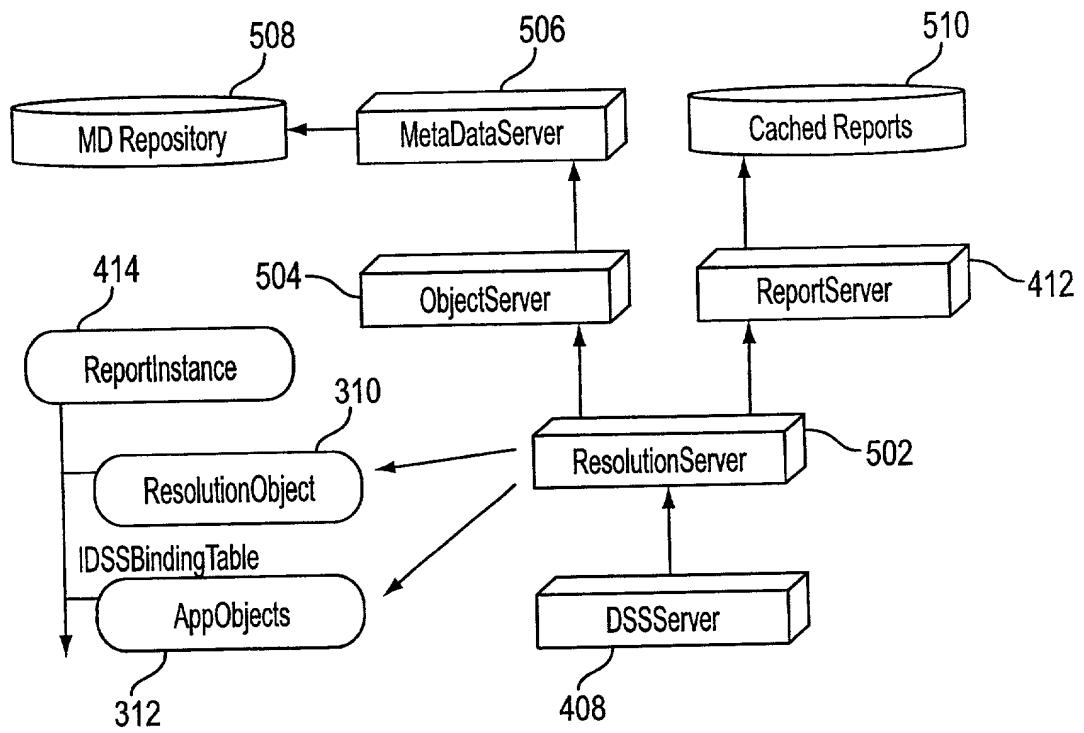 508
506
510
MD Repository
MetaDataServer
Cached Reports
414
504
ObjectServer
ReportServer
412
ReportInstance
310
ResolutionObject
ResolutionServer
502
IDSSBindingTable
AppObjects
DSSServer
312
408